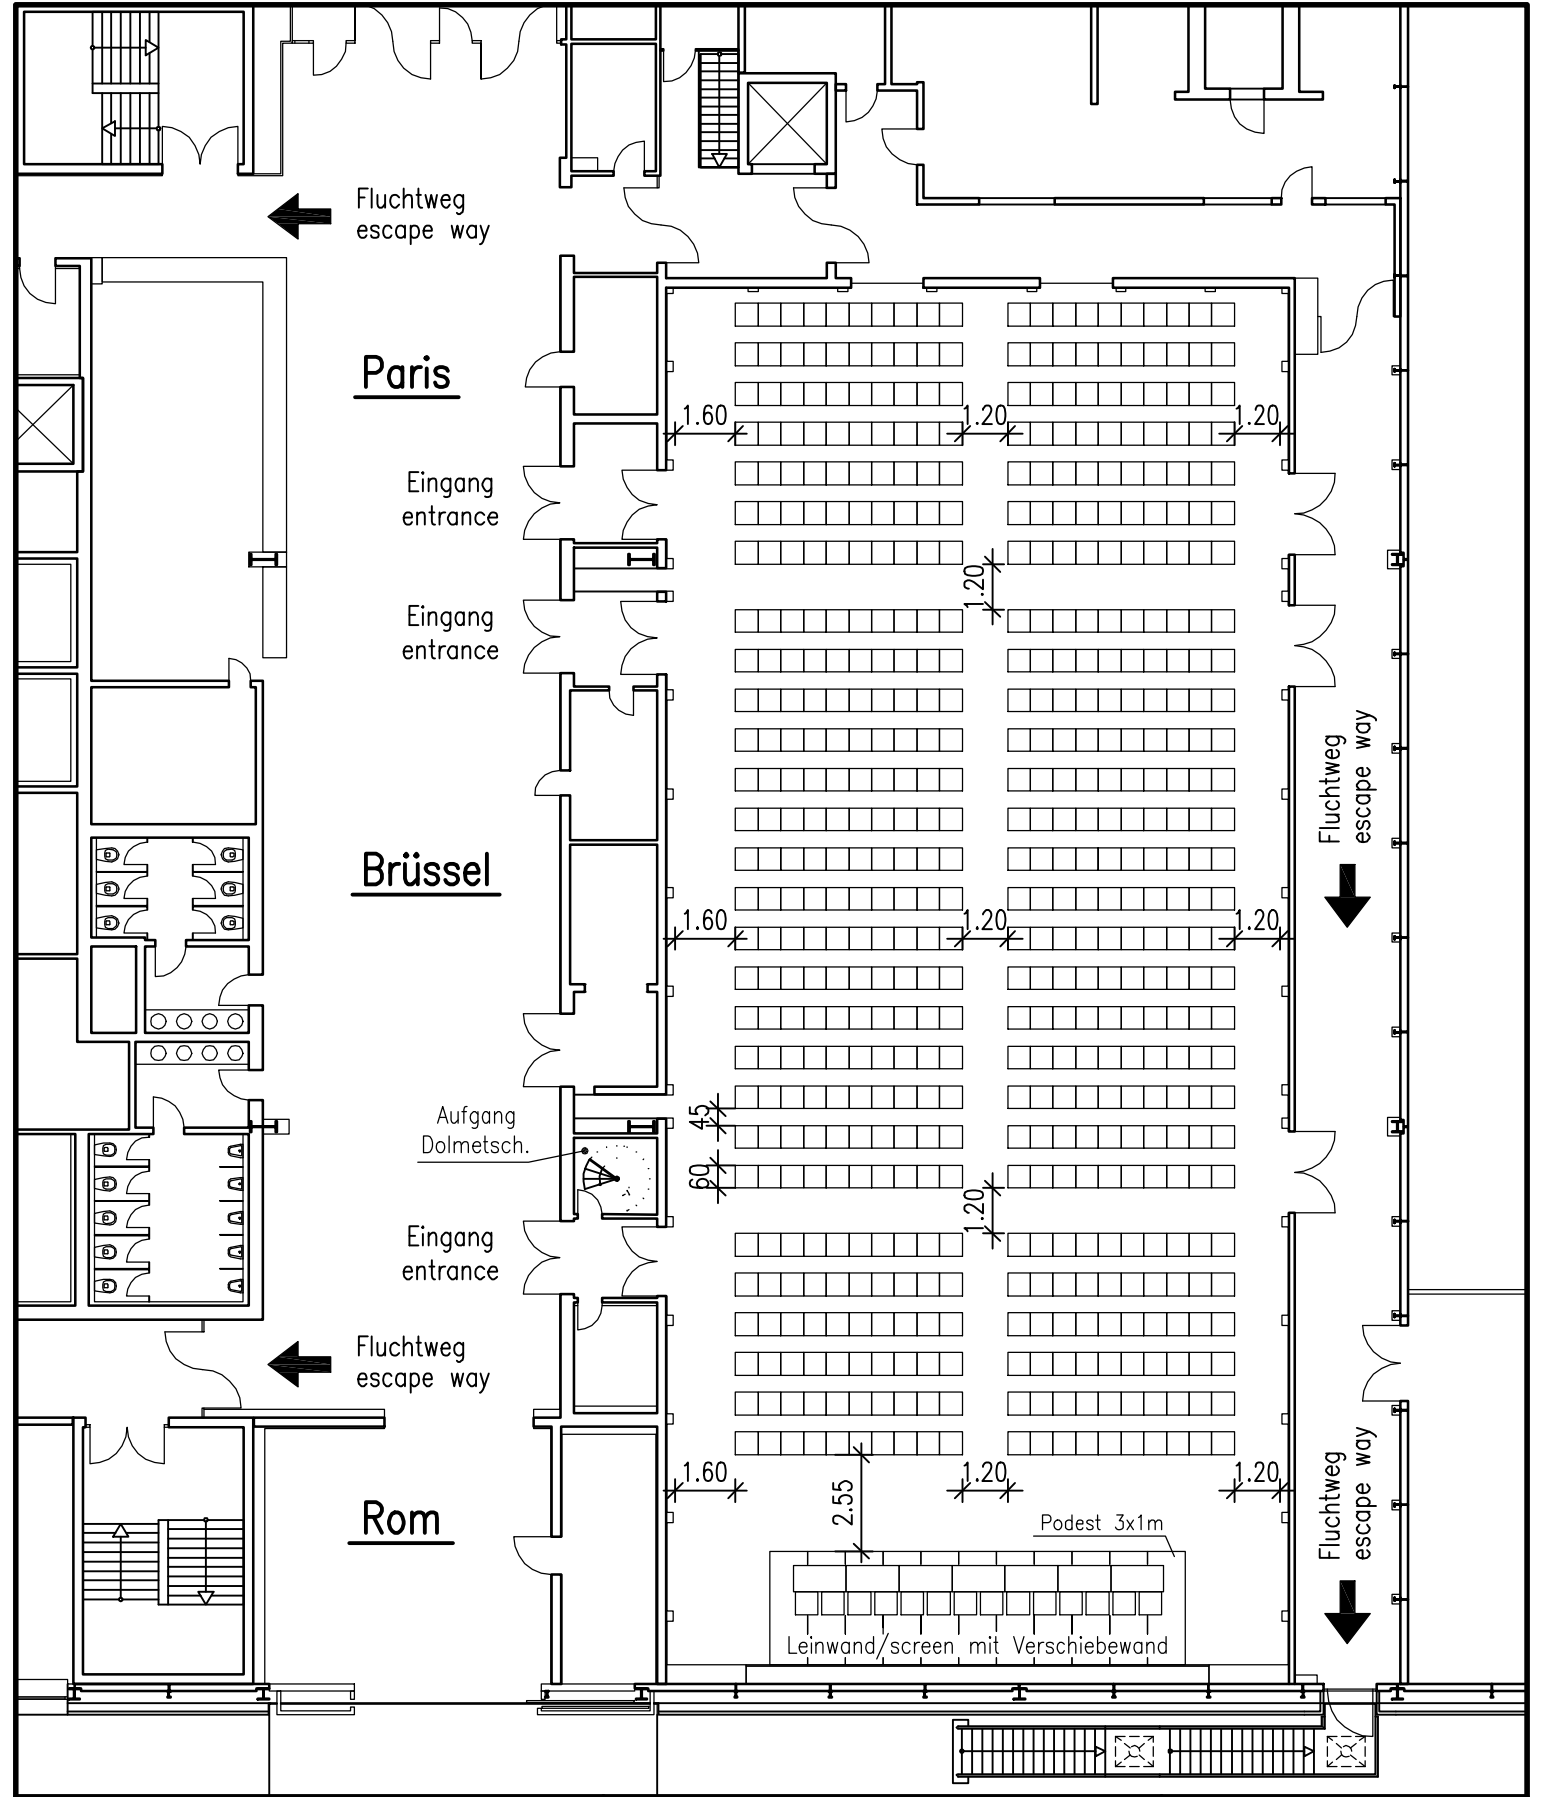 Fluchtweg
escape way
Paris
1.60
1.20
1.20
Eingang
entrance
1.20
Eingang
entrance
Fluchtweg
escape way
Brüssel
1.60
1.20
1.20
Aufgang
Dolmetsch.
45
60
1.20
Eingang
entrance
Fluchtweg
escape way
1.60
1.20
1.20
2.55
Fluchtweg
escape way
Rom
Podest 3x1m
Leinwand/screen mit Verschiebewand